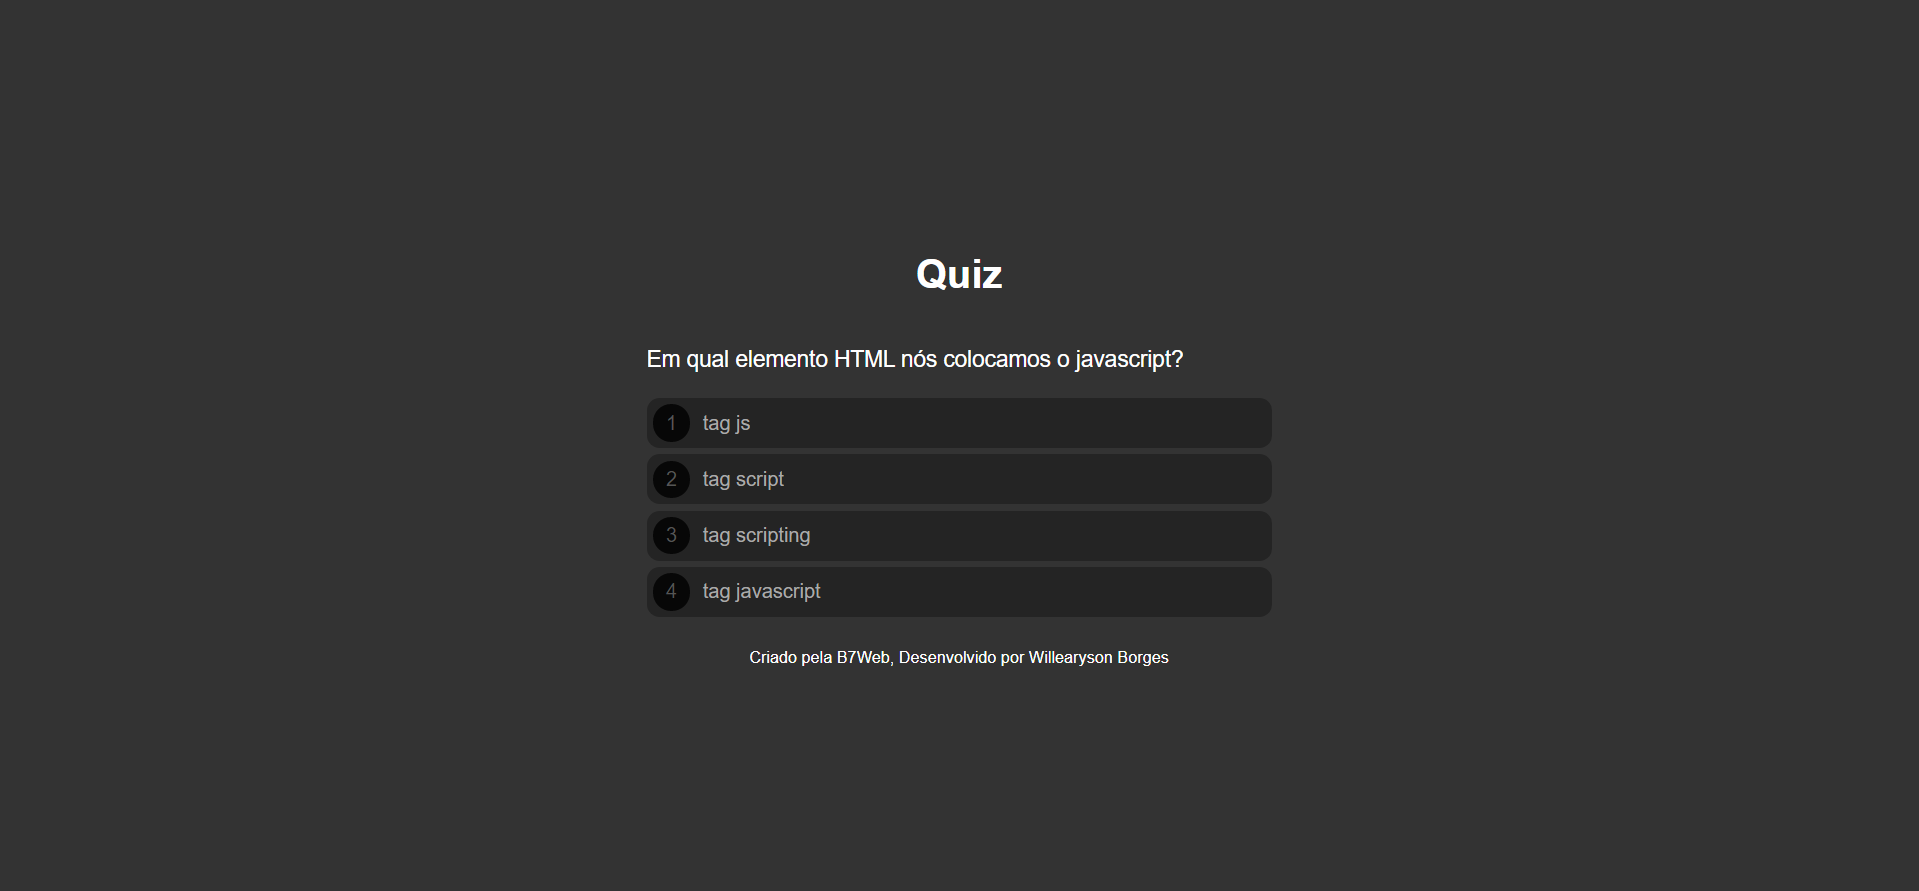 Quiz
Em qual elemento HTML nós colocamos o javascript?
1 tag js
2 tag script
3 tag scripting
4 tag javascript
Criado pela B7Web, Desenvolvido por Willearyson Borges